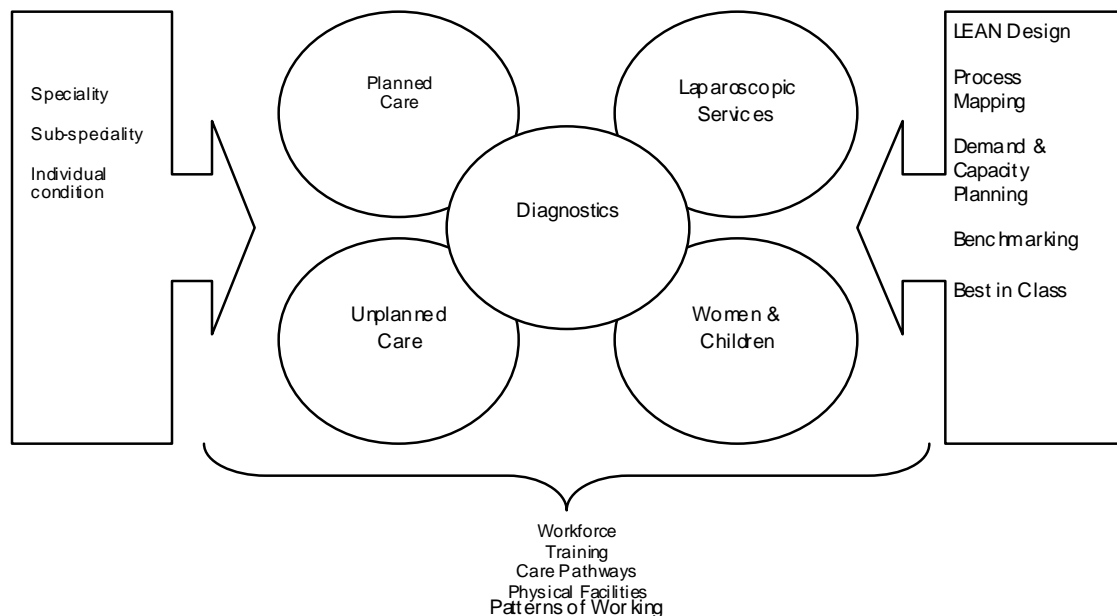 Speciality
Sub-speciality
Individual
condition
Planned
Care
Laparoscopic
Services
Diagnostics
Unplanned
Care
Women &
Children
LEAN Design
Process
Mapping
Demand &
Capacity
Planning
Benchmarking
Best in Class
Workforce
Training
Care Pathways
Physical Facilities
Patterns of Working